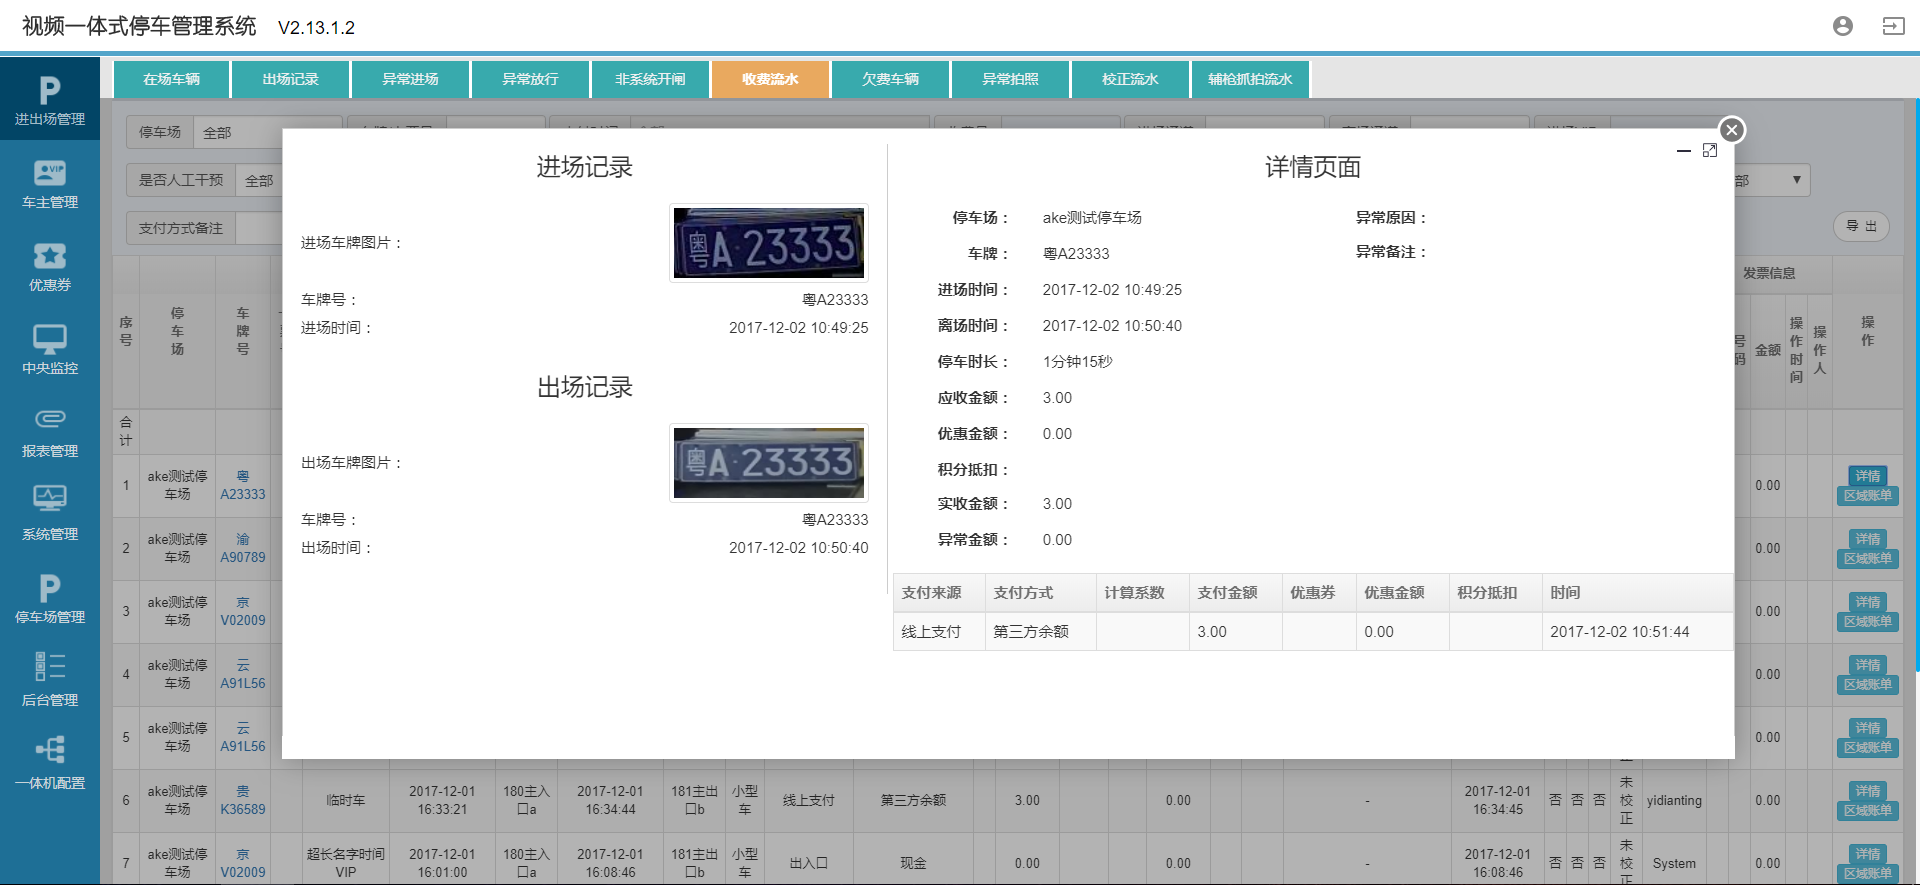 视频一体式停车管理系统 V2.13.1.2
在场车辆 出场记录 异常进场 异常放行 非系统开闸 收费流水 欠费车辆 异常拍照 校正流水 辅枪抓拍流水
进出场管理
车主管理
优惠券
中央监控
报表管理
系统管理
停车场管理
后台管理
一体机配置
停车场 全部
是否人工干预 全部
支付方式备注
部
导 出
进场记录
进场车牌图片：
粤A·23333
车牌号： 粤A23333
进场时间： 2017-12-02 10:49:25
出场记录
出场车牌图片：
粤A·23333
车牌号： 粤A23333
出场时间： 2017-12-02 10:50:40
详情页面
停车场： ake测试停车场 异常原因：
车牌： 粤A23333 异常备注：
进场时间： 2017-12-02 10:49:25
离场时间： 2017-12-02 10:50:40
停车时长： 1分钟15秒
应收金额： 3.00
优惠金额： 0.00
积分抵扣：
实收金额： 3.00
异常金额： 0.00
支付来源 支付方式 计算系数 支付金额 优惠券 优惠金额 积分抵扣 时间
线上支付 第三方余额 3.00 0.00 2017-12-02 10:51:44
序号 停车场 车牌号 发票信息 号码 金额 操作时间 操作人 操作
合计
1 ake测试停车场 粤A23333 0.00 详情 区域账单
2 ake测试停车场 渝A90789 0.00 详情 区域账单
3 ake测试停车场 京V02009 0.00 详情 区域账单
4 ake测试停车场 云A91L56 0.00 详情 区域账单
5 ake测试停车场 云A91L56 0.00 详情 区域账单
6 ake测试停车场 贵K36589 临时车 2017-12-01 16:33:21 180主入口a 2017-12-01 16:34:44 181主出口b 小型车 线上支付 第三方余额 3.00 0.00 - 2017-12-01 16:34:45 否 否 否 未校正 yidianting 0.00 详情 区域账单
7 ake测试停车场 京V02009 超长名字时间VIP 2017-12-01 16:01:00 180主入口a 2017-12-01 16:08:46 181主出口b 小型车 出入口 现金 0.00 0.00 - 2017-12-01 16:08:46 否 否 否 未校正 System 0.00 详情 区域账单